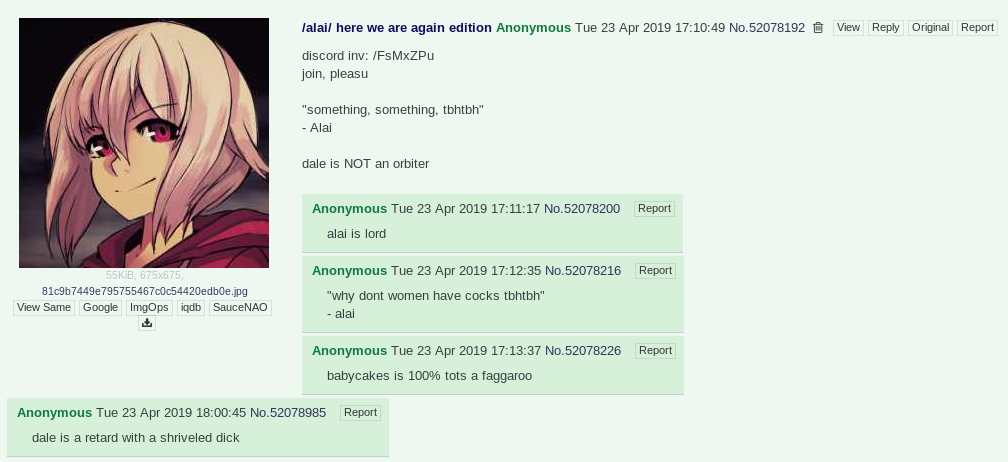 /alai/ here we are again edition Anonymous Tue 23 Apr 2019 17:10:49 No.52078192 View Reply Original Report
discord inv: /FsMxZPu
join, pleasu
"something, something, tbhtbh"
- Alai
dale is NOT an orbiter
55KiB, 675x675,
81c9b7449e795755467c0c54420edb0e.jpg
View Same Google ImgOps iqdb SauceNAO
Anonymous Tue 23 Apr 2019 17:11:17 No.52078200 Report
alai is lord
Anonymous Tue 23 Apr 2019 17:12:35 No.52078216 Report
"why dont women have cocks tbhtbh"
- alai
Anonymous Tue 23 Apr 2019 17:13:37 No.52078226 Report
babycakes is 100% tots a faggaroo
Anonymous Tue 23 Apr 2019 18:00:45 No.52078985 Report
dale is a retard with a shriveled dick